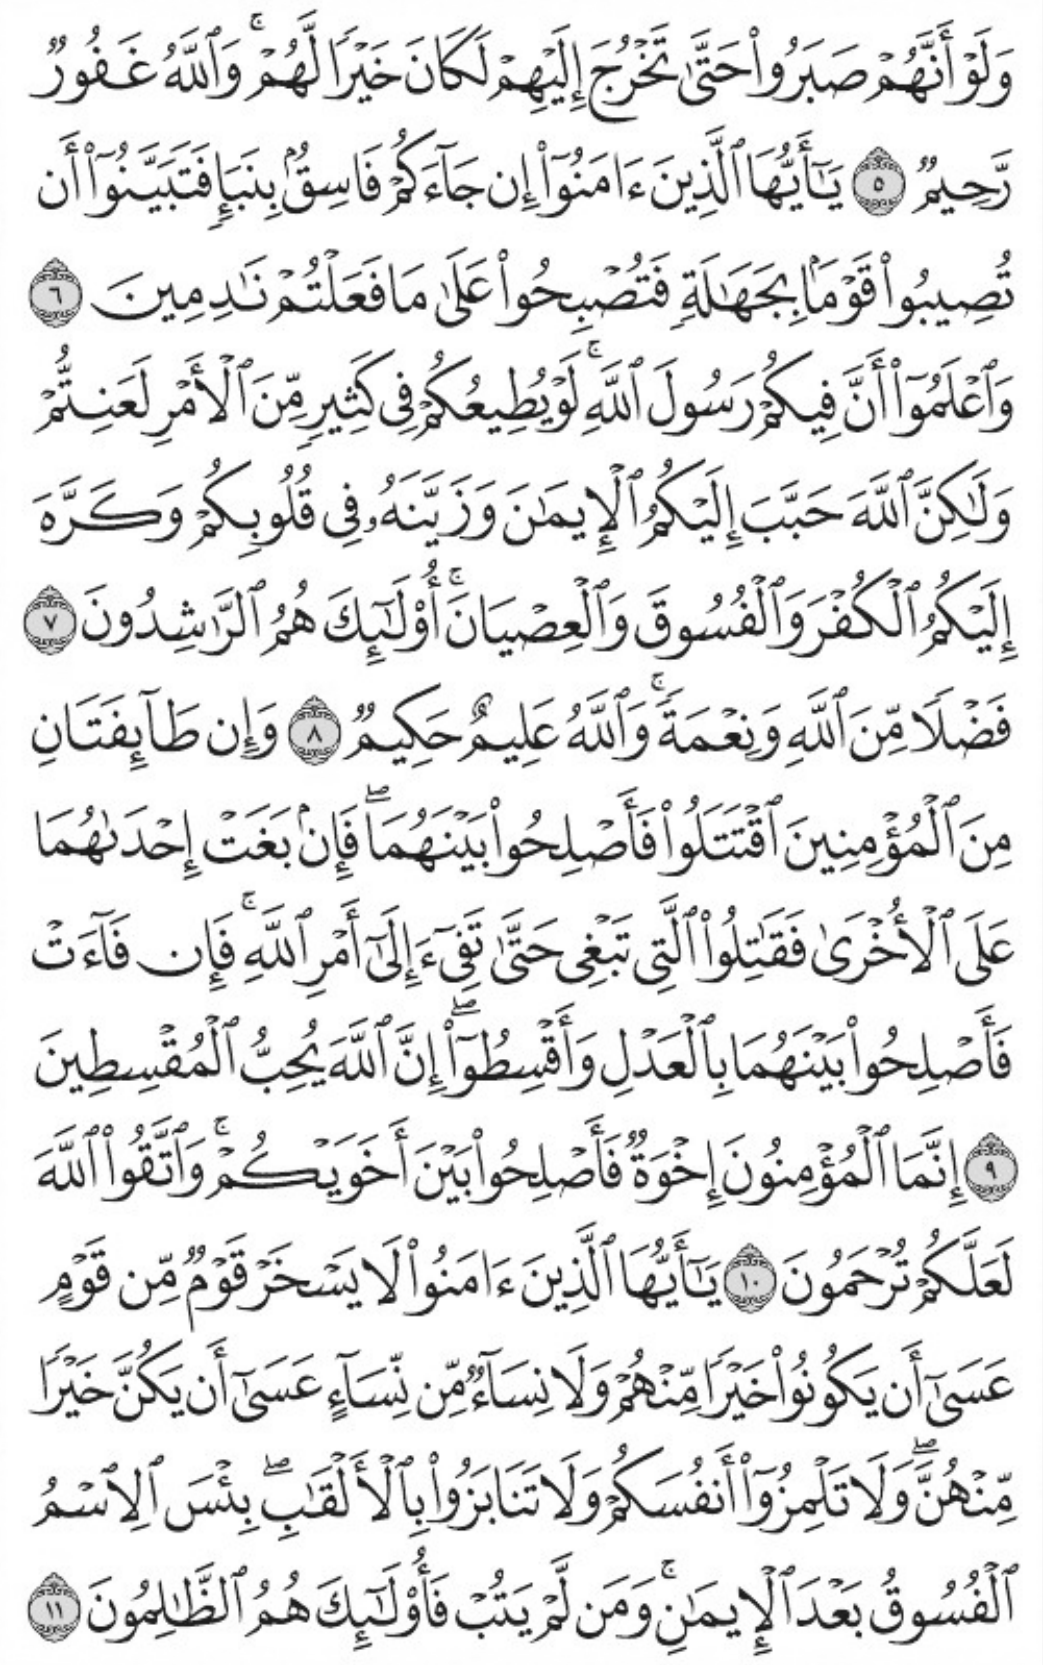 وَلَوْ أَنَّهُمْ صَبَرُوا۟ حَتَّىٰ تَخْرُجَ إِلَيْهِمْ لَكَانَ خَيْرًا لَّهُمْ ۚ وَٱللَّهُ غَفُورٌ
رَّحِيمٌ ٥ يَـٰٓأَيُّهَا ٱلَّذِينَ ءَامَنُوٓا۟ إِن جَآءَكُمْ فَاسِقٌۢ بِنَبَإٍ فَتَبَيَّنُوٓا۟ أَن
تُصِيبُوا۟ قَوْمًۢا بِجَهَـٰلَةٍ فَتُصْبِحُوا۟ عَلَىٰ مَا فَعَلْتُمْ نَـٰدِمِينَ ٦
وَٱعْلَمُوٓا۟ أَنَّ فِيكُمْ رَسُولَ ٱللَّهِ ۚ لَوْ يُطِيعُكُمْ فِى كَثِيرٍ مِّنَ ٱلْأَمْرِ لَعَنِتُّمْ
وَلَـٰكِنَّ ٱللَّهَ حَبَّبَ إِلَيْكُمُ ٱلْإِيمَـٰنَ وَزَيَّنَهُۥ فِى قُلُوبِكُمْ وَكَرَّهَ
إِلَيْكُمُ ٱلْكُفْرَ وَٱلْفُسُوقَ وَٱلْعِصْيَانَ ۚ أُو۟لَـٰٓئِكَ هُمُ ٱلرَّٰشِدُونَ ٧
فَضْلًا مِّنَ ٱللَّهِ وَنِعْمَةً ۚ وَٱللَّهُ عَلِيمٌ حَكِيمٌ ٨ وَإِن طَآئِفَتَانِ
مِنَ ٱلْمُؤْمِنِينَ ٱقْتَتَلُوا۟ فَأَصْلِحُوا۟ بَيْنَهُمَا ۖ فَإِنۢ بَغَتْ إِحْدَىٰهُمَا
عَلَى ٱلْأُخْرَىٰ فَقَـٰتِلُوا۟ ٱلَّتِى تَبْغِى حَتَّىٰ تَفِىٓءَ إِلَىٰٓ أَمْرِ ٱللَّهِ ۚ فَإِن فَآءَتْ
فَأَصْلِحُوا۟ بَيْنَهُمَا بِٱلْعَدْلِ وَأَقْسِطُوٓا۟ ۖ إِنَّ ٱللَّهَ يُحِبُّ ٱلْمُقْسِطِينَ
٩ إِنَّمَا ٱلْمُؤْمِنُونَ إِخْوَةٌ فَأَصْلِحُوا۟ بَيْنَ أَخَوَيْكُمْ ۚ وَٱتَّقُوا۟ ٱللَّهَ
لَعَلَّكُمْ تُرْحَمُونَ ١٠ يَـٰٓأَيُّهَا ٱلَّذِينَ ءَامَنُوا۟ لَا يَسْخَرْ قَوْمٌ مِّن قَوْمٍ
عَسَىٰٓ أَن يَكُونُوا۟ خَيْرًا مِّنْهُمْ وَلَا نِسَآءٌ مِّن نِّسَآءٍ عَسَىٰٓ أَن يَكُنَّ خَيْرًا
مِّنْهُنَّ ۖ وَلَا تَلْمِزُوٓا۟ أَنفُسَكُمْ وَلَا تَنَابَزُوا۟ بِٱلْأَلْقَـٰبِ ۖ بِئْسَ ٱلِٱسْمُ
ٱلْفُسُوقُ بَعْدَ ٱلْإِيمَـٰنِ ۚ وَمَن لَّمْ يَتُبْ فَأُو۟لَـٰٓئِكَ هُمُ ٱلظَّـٰلِمُونَ ١١